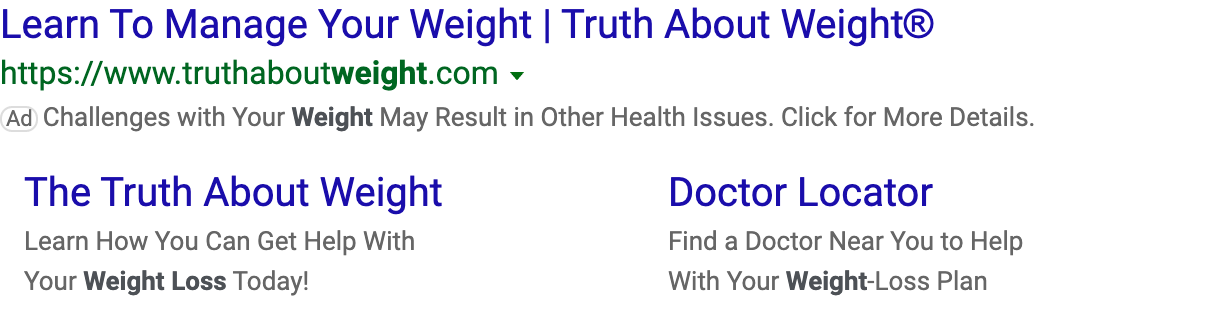 Learn To Manage Your Weight | Truth About Weight®
https://www.truthaboutweight.com
Ad Challenges with Your Weight May Result in Other Health Issues. Click for More Details.
The Truth About Weight
Learn How You Can Get Help With
Your Weight Loss Today!
Doctor Locator
Find a Doctor Near You to Help
With Your Weight-Loss Plan